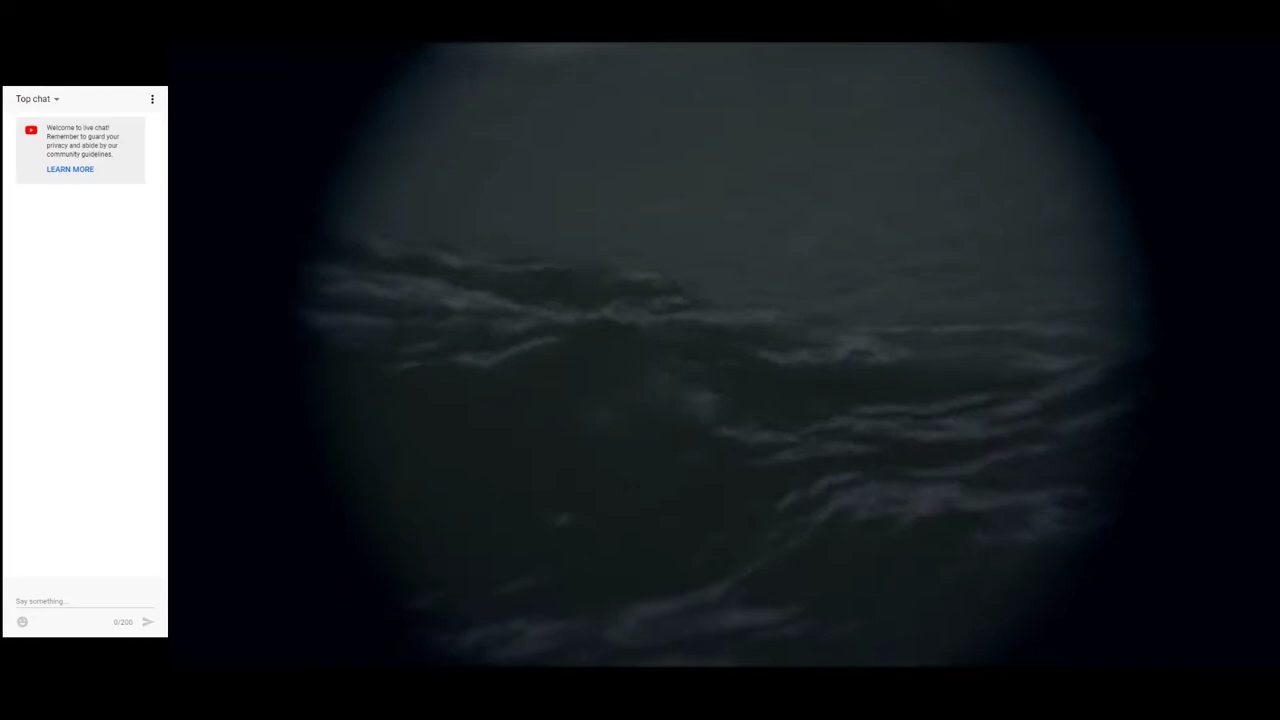 Top chat
Welcome to live chat!
Remember to guard your
privacy and abide by our
community guidelines.
LEARN MORE
Say something...
0/200